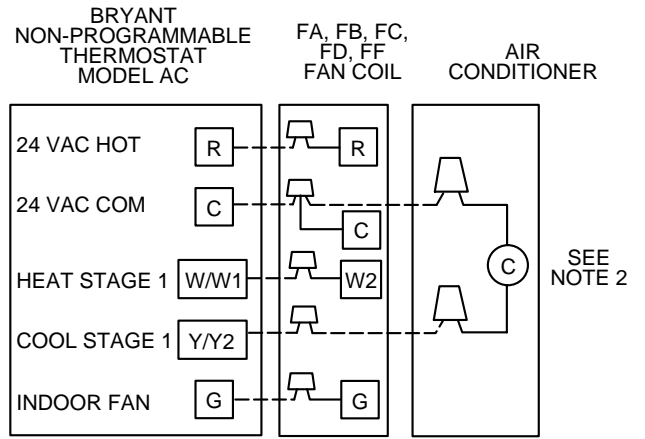 BRYANT
NON-PROGRAMMABLE
THERMOSTAT
MODEL AC
FA, FB, FC,
FD, FF
FAN COIL
AIR
CONDITIONER
24 VAC HOT R R
24 VAC COM C
C
HEAT STAGE 1 W/W1 W2
C
SEE
NOTE 2
COOL STAGE 1 Y/Y2
INDOOR FAN G G